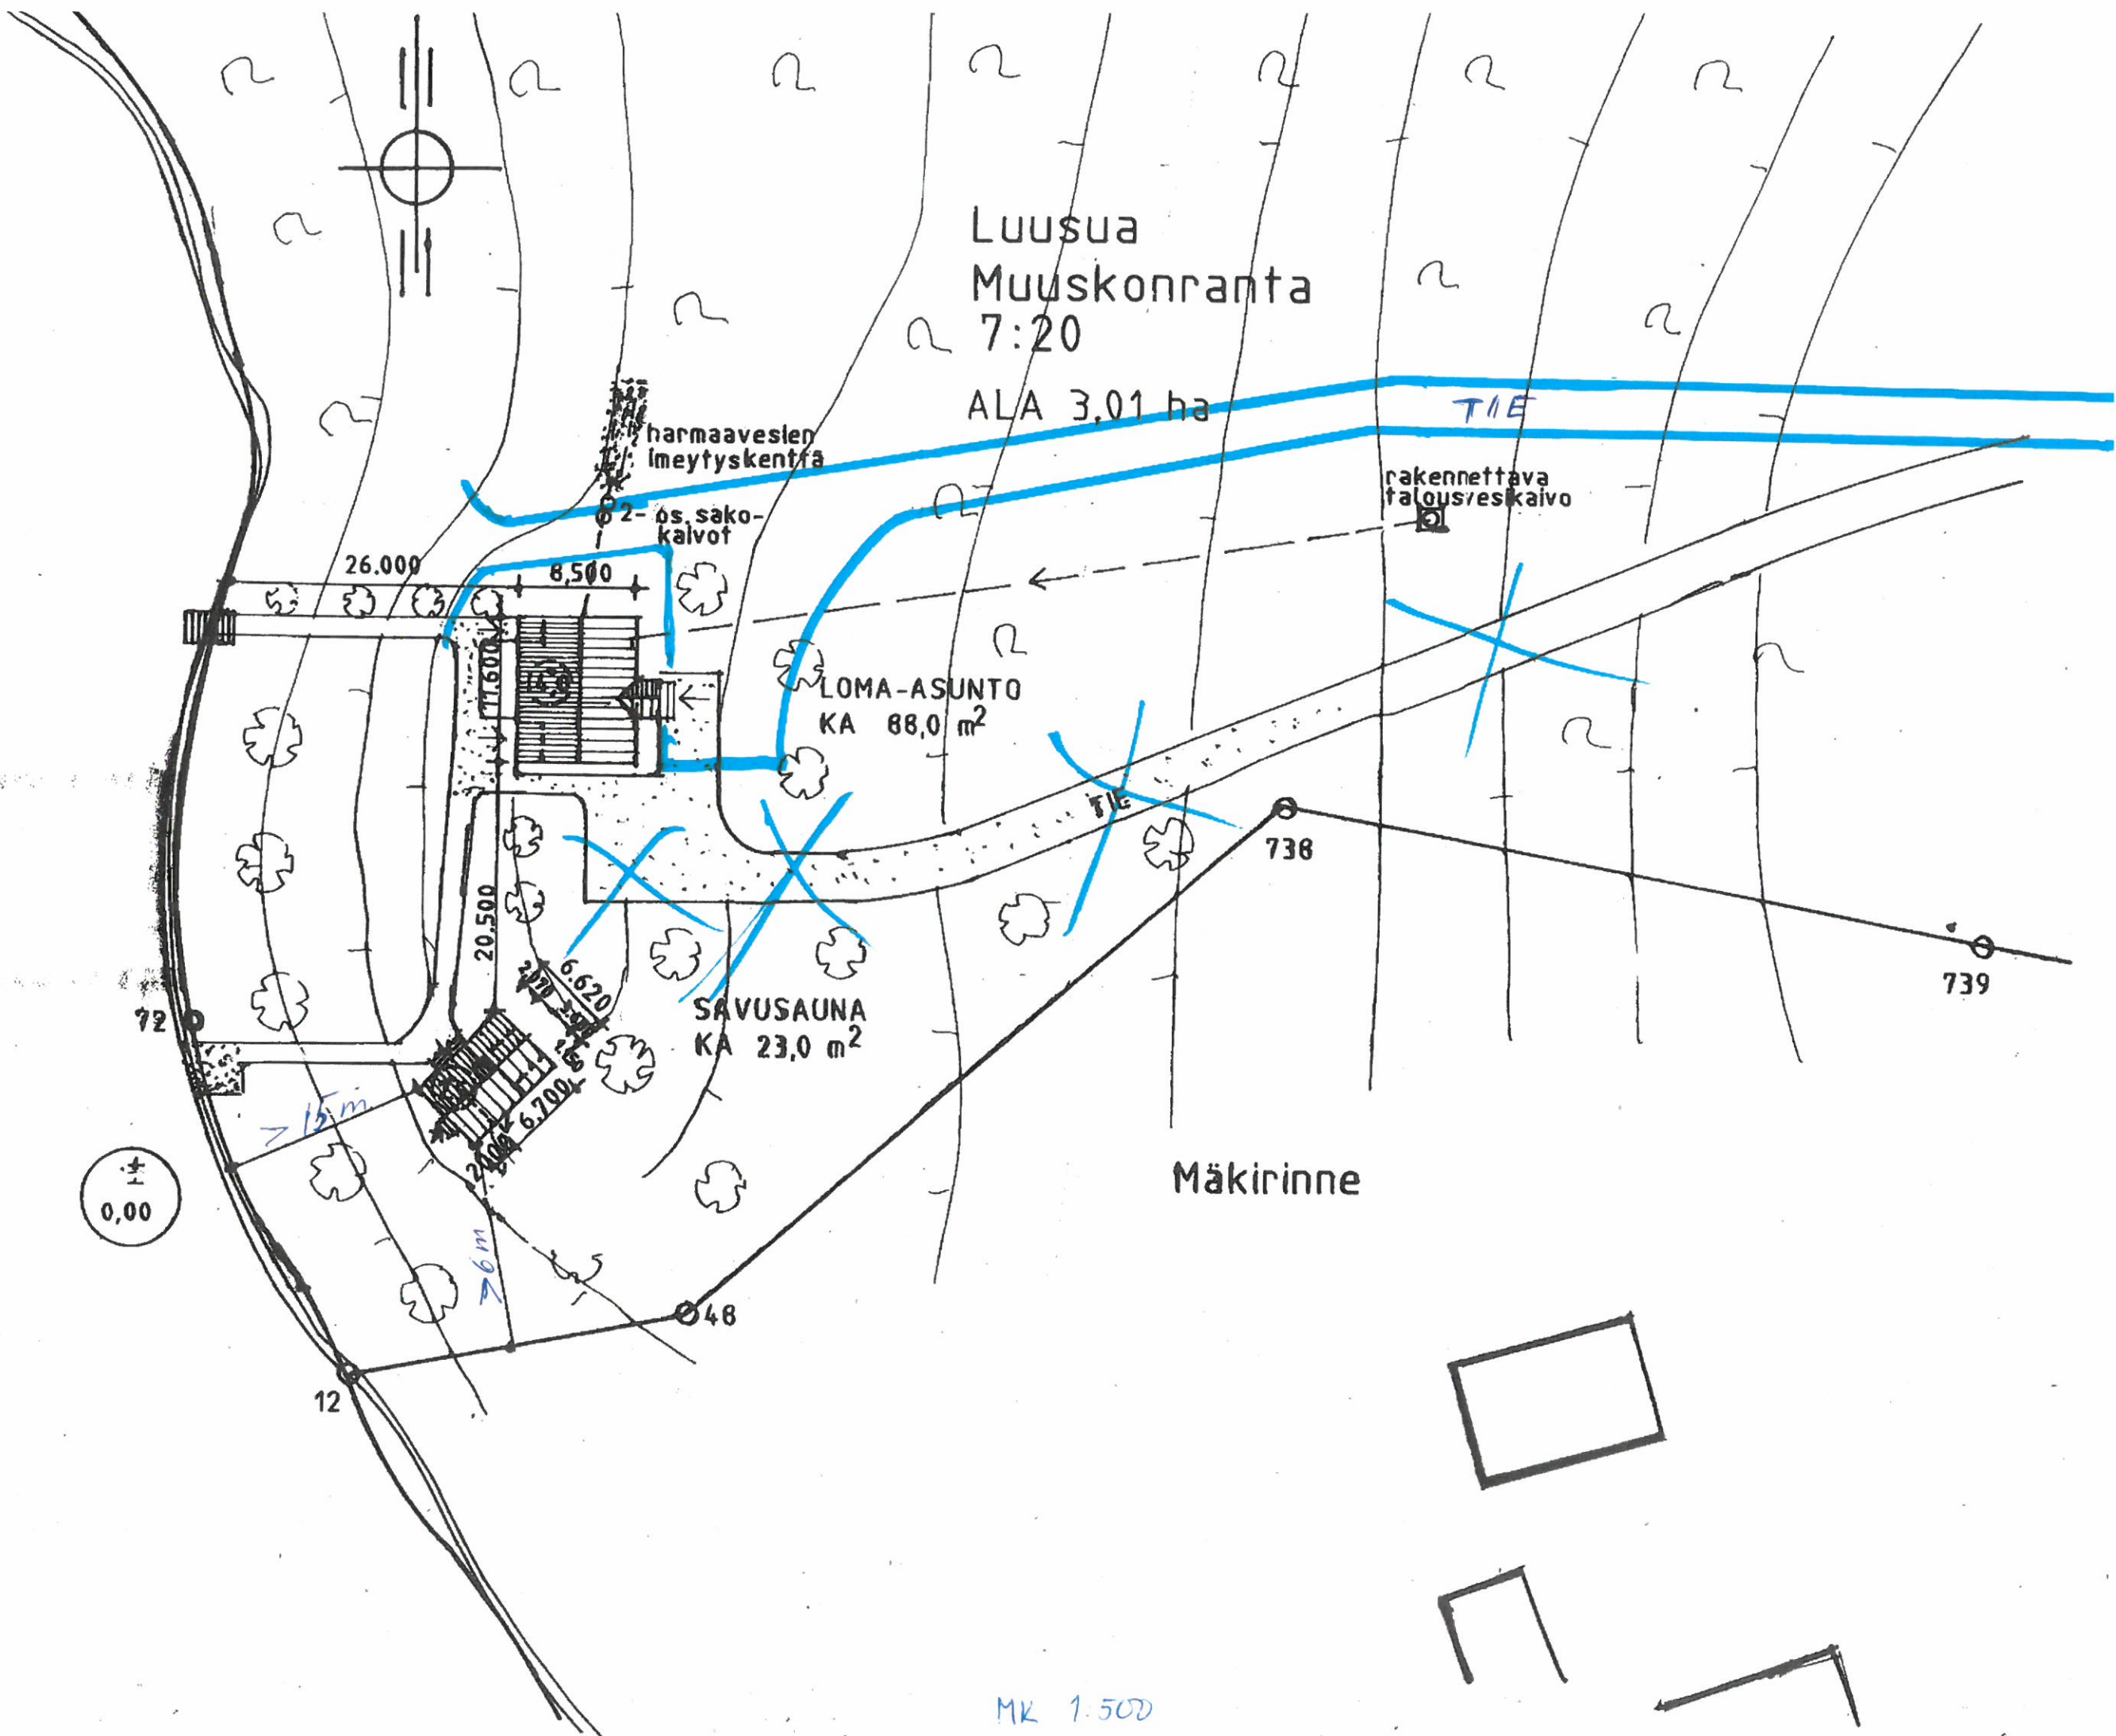 Luusua
Muuskonranta
7:20
ALA 3,01 ha
TIE
harmaavesien
imeytyskenttä
rakennettava
talousvesikaivo
2- os. sako-
kaivot
26.000
8,500
11.600
LOMA-ASUNTO
KA 88,0 m²
TIE
738
739
20.500
6.620
72
SAVUSAUNA
KA 23,0 m²
6,700
> 15 m
±
0,00
Mäkirinne
>6m
48
12
MK 1:500